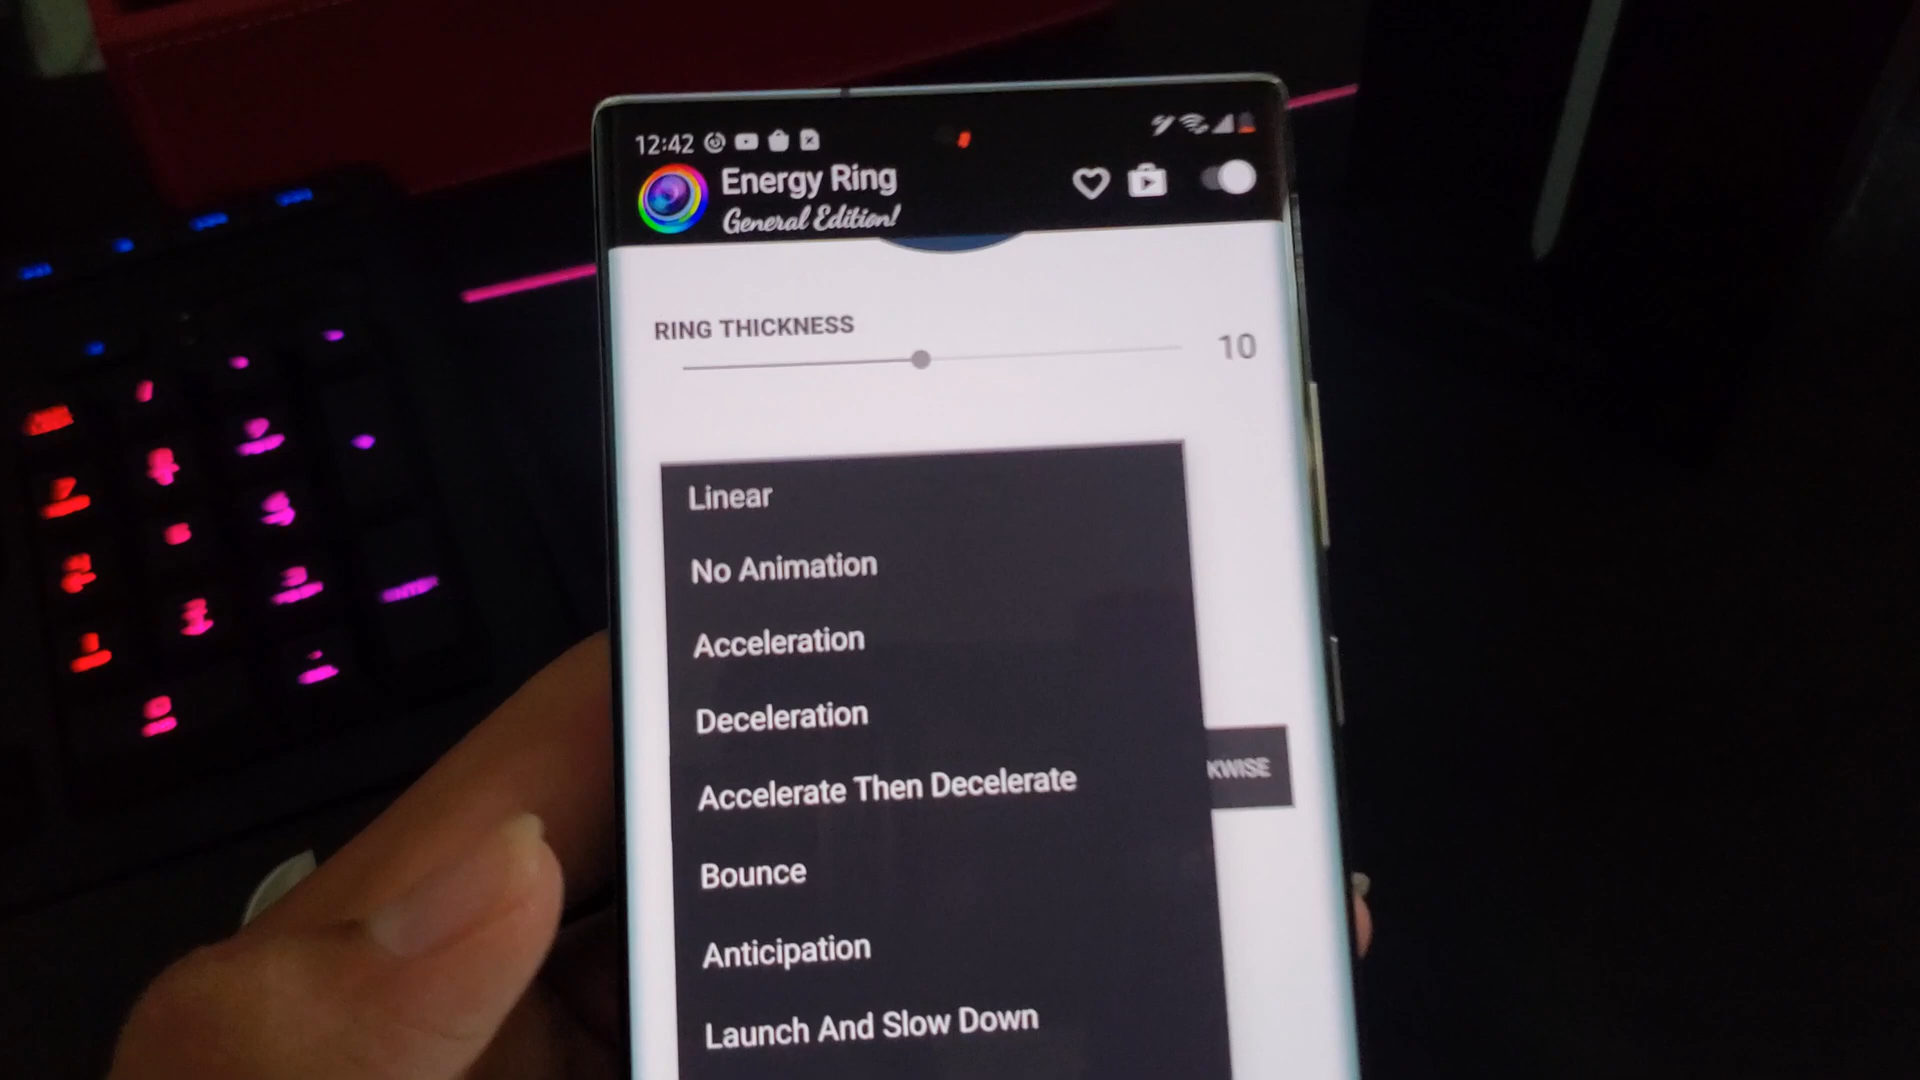 12:42
Energy Ring
General Edition!
RING THICKNESS
10
Linear
No Animation
Acceleration
Deceleration
Accelerate Then Decelerate
KWISE
Bounce
Anticipation
Launch And Slow Down
ENTER